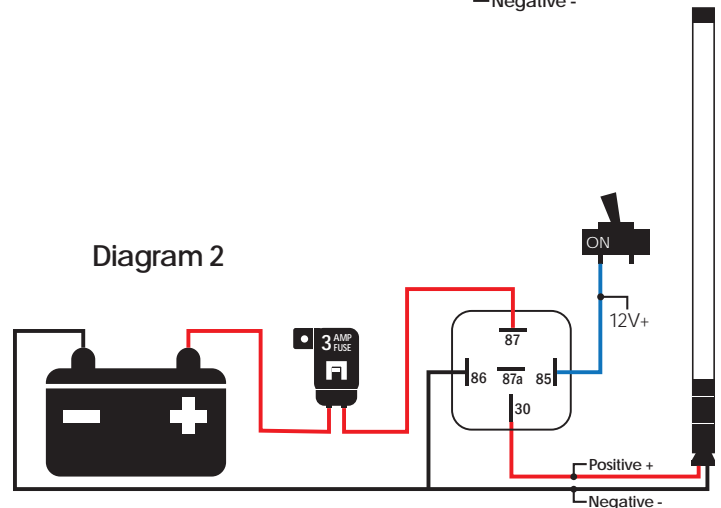 Negative -
Diagram 2
ON
12V+
3 AMP FUSE
87
86
87a
85
30
Positive +
Negative -